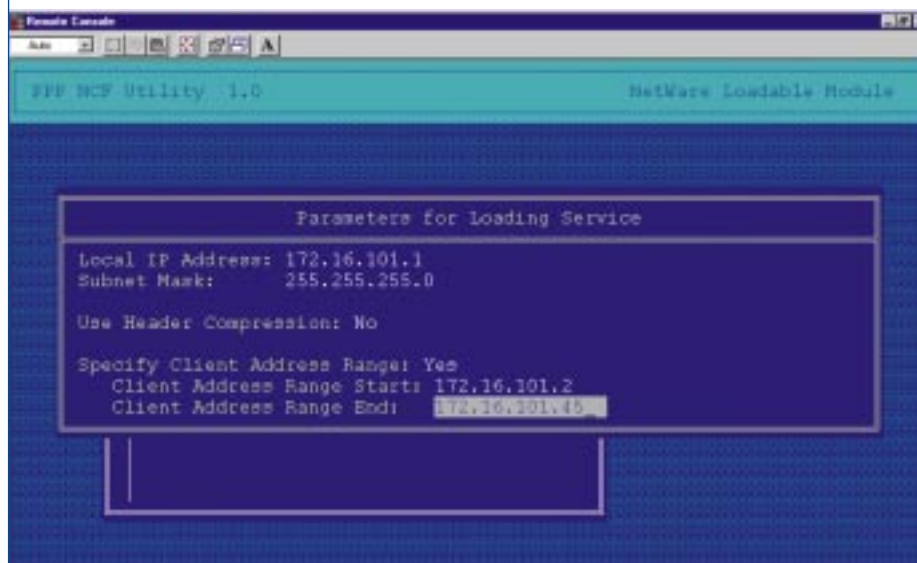 Remote Console
Auto
A
PPP NCF Utility 1.0
NetWare Loadable Module
Parameters for Loading Service
Local IP Address: 172.16.101.1
Subnet Mask: 255.255.255.0
Use Header Compression: No
Specify Client Address Range: Yes
Client Address Range Start: 172.16.101.2
Client Address Range End: 172.16.101.45_